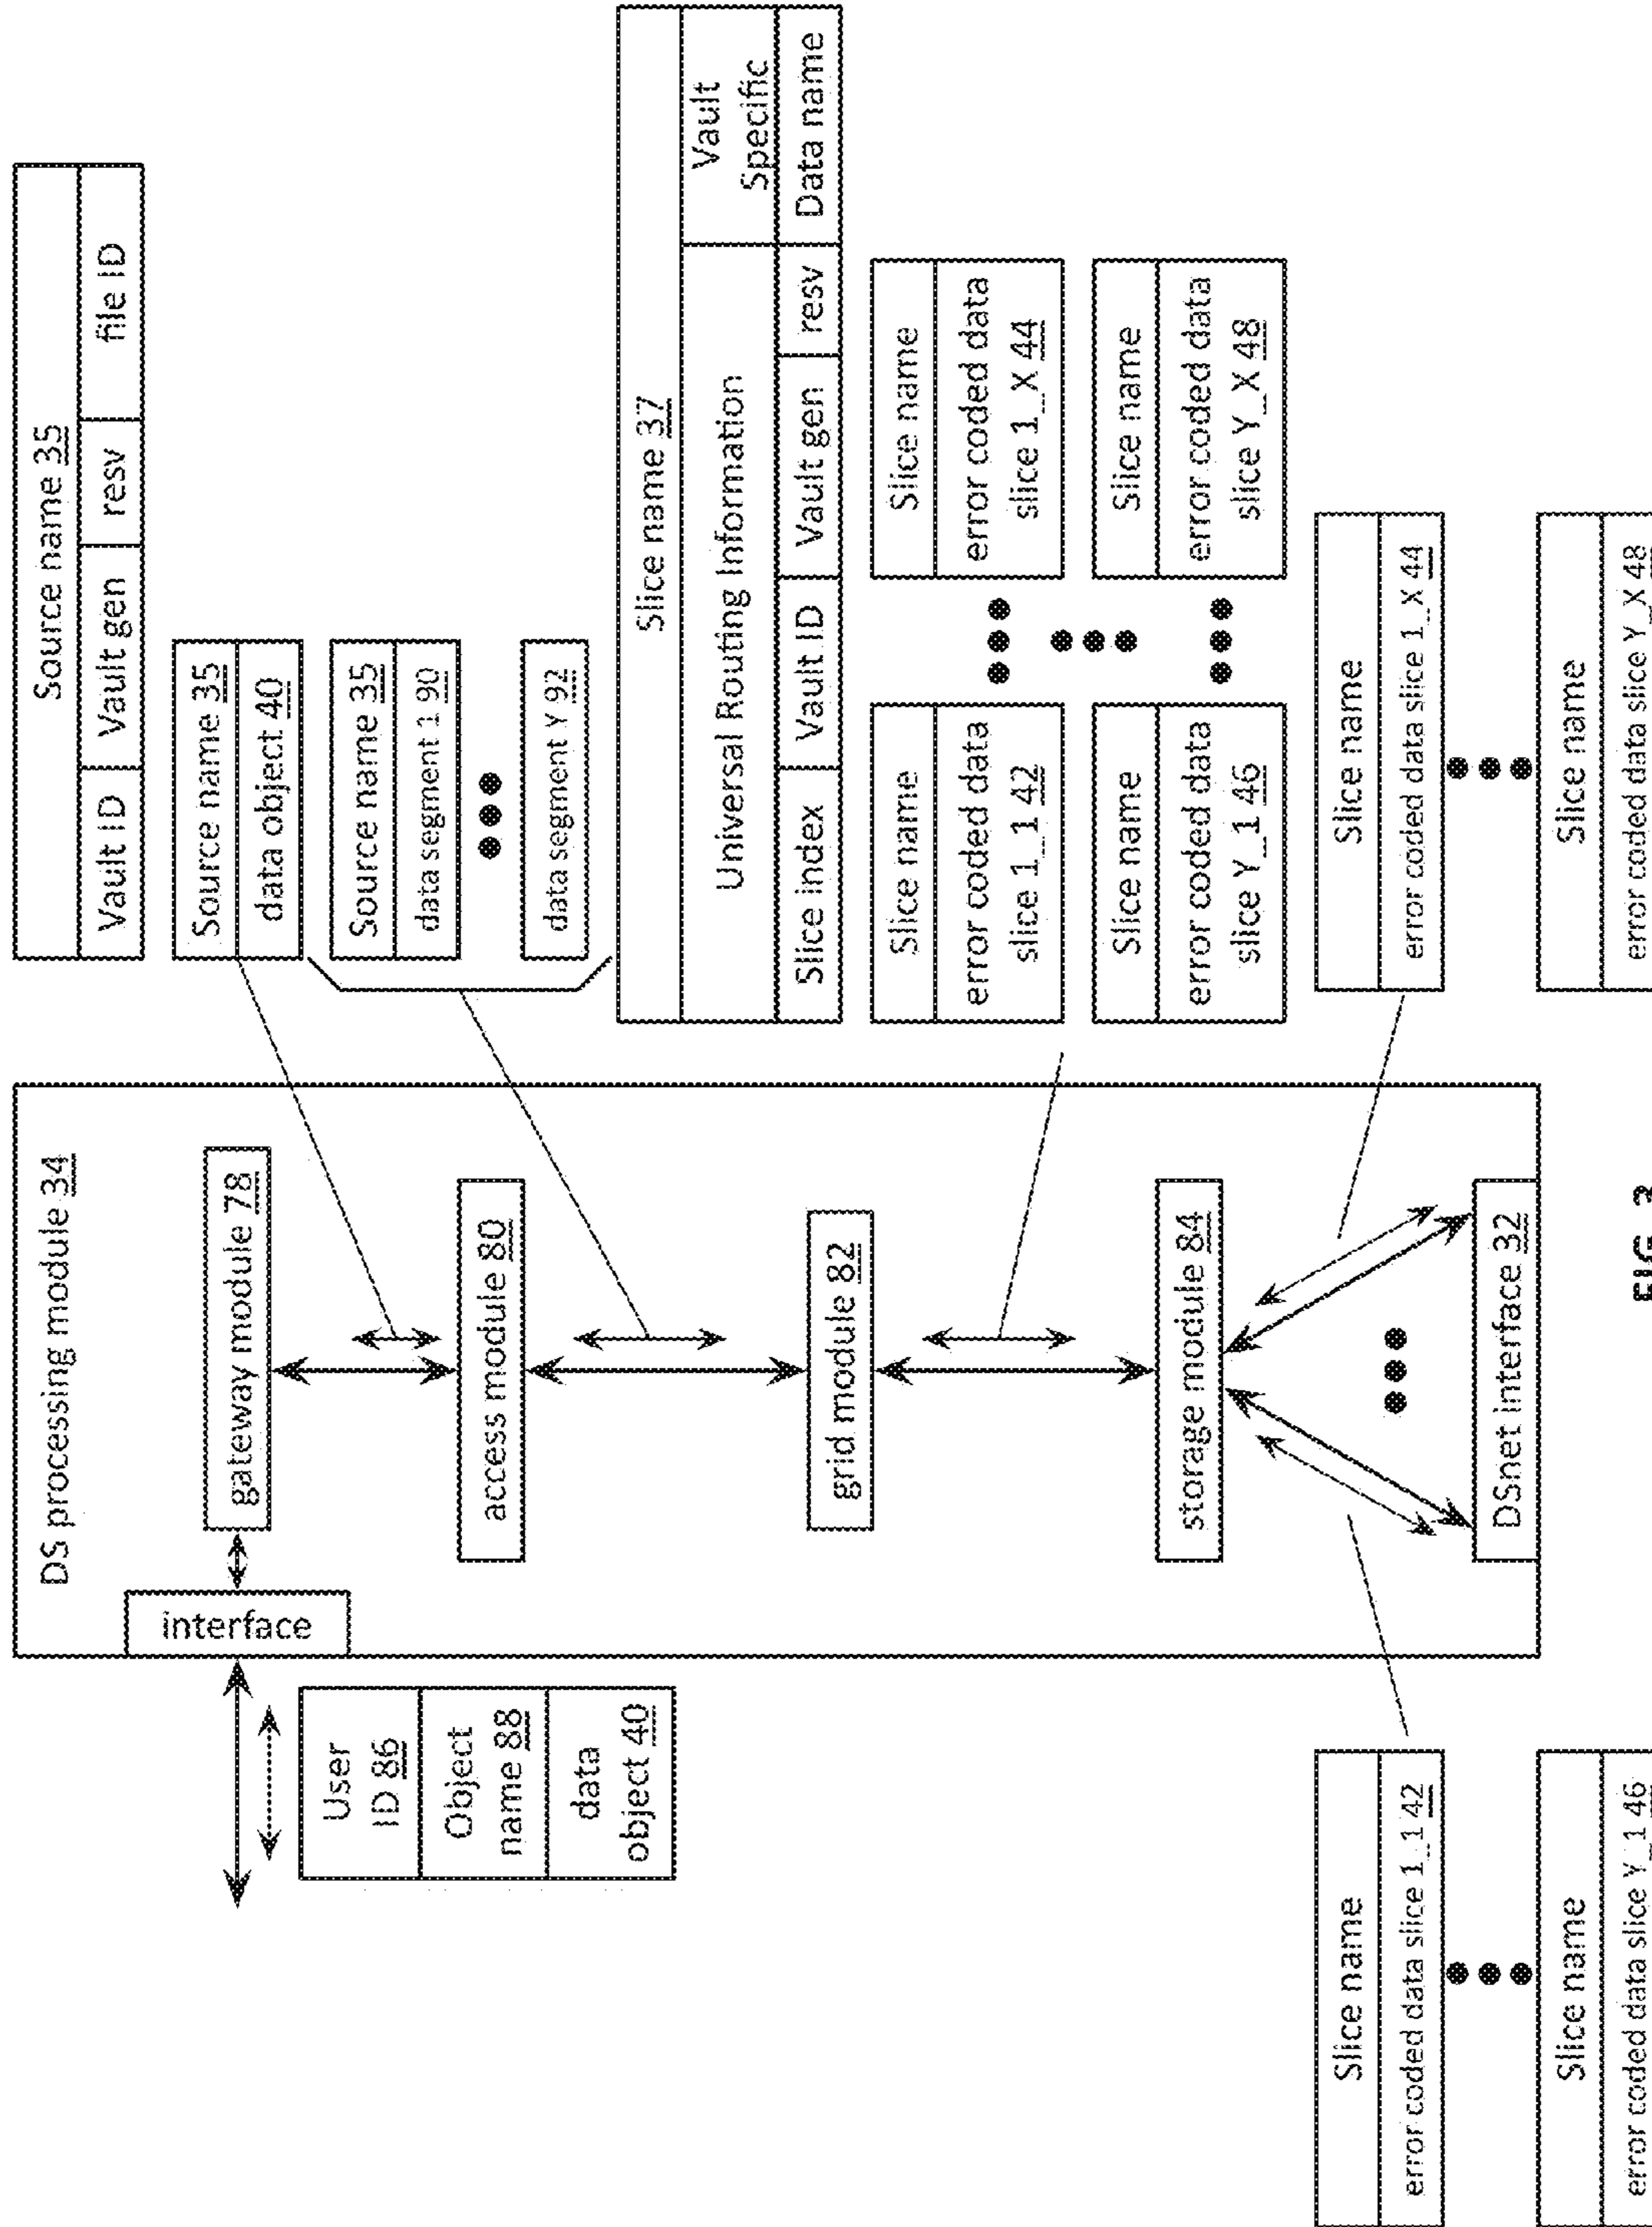 DS processing module 34
interface
gateway module 78
access module 80
grid module 82
storage module 84
DSnet interface 32
User
ID 86
Object
name 88
data
object 40
Source name 35
Vault ID
Vault gen
resv
file ID
Source name 35
data object 40
Source name 35
data segment 1 90
data segment Y 92
Slice name 37
Universal Routing Information
Vault
Specific
Slice index
Vault ID
Vault gen
resv
Data name
Slice name
error coded data
slice 1_1 42
Slice name
error coded data
slice 1_X 44
Slice name
error coded data
slice Y_1 46
Slice name
error coded data
slice Y_X 48
Slice name
error coded data slice 1_1 42
Slice name
error coded data slice Y_1 46
Slice name
error coded data slice 1_X 44
Slice name
error coded data slice Y_X 48
FIG. 3